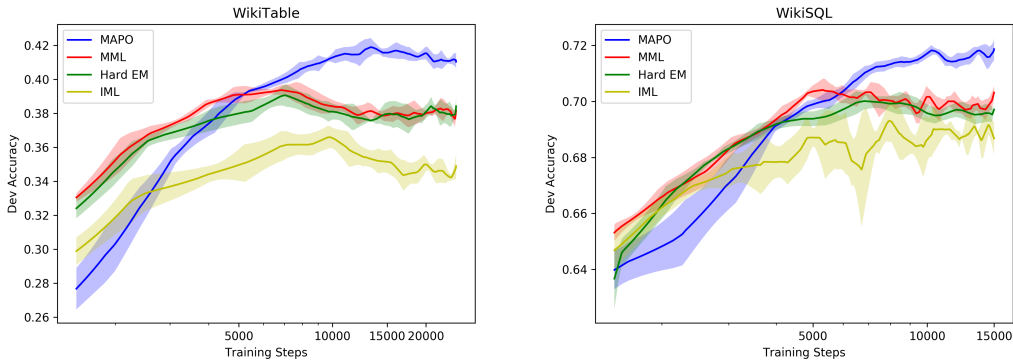 WikiTable
MAPO
MML
Hard EM
IML
0.42
0.40
0.38
0.36
0.34
0.32
0.30
0.28
0.26
Dev Accuracy
5000
10000
15000
20000
Training Steps
WikiSQL
MAPO
MML
Hard EM
IML
0.72
0.70
0.68
0.66
0.64
Dev Accuracy
5000
10000
15000
Training Steps